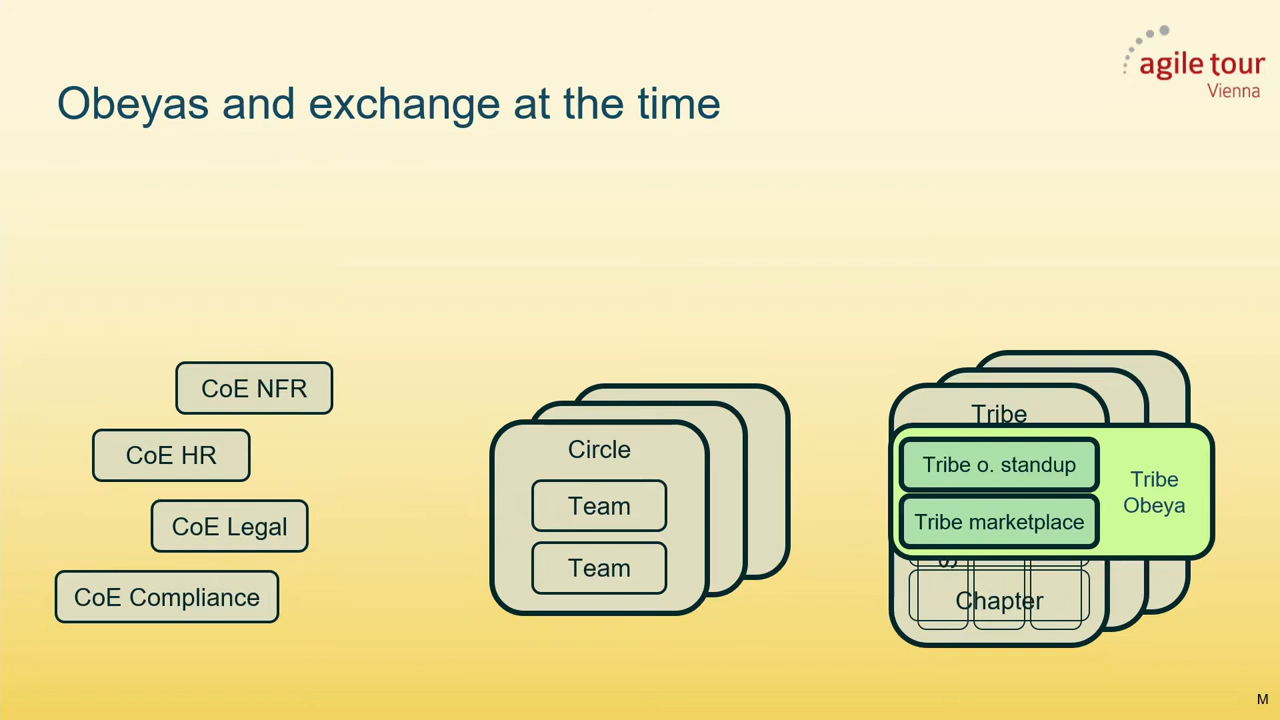 agile tour
Vienna
Obeyas and exchange at the time
CoE NFR
CoE HR
CoE Legal
CoE Compliance
Circle
Team
Team
Tribe
Tribe o. standup
Tribe marketplace
Tribe
Obeya
Chapter
M